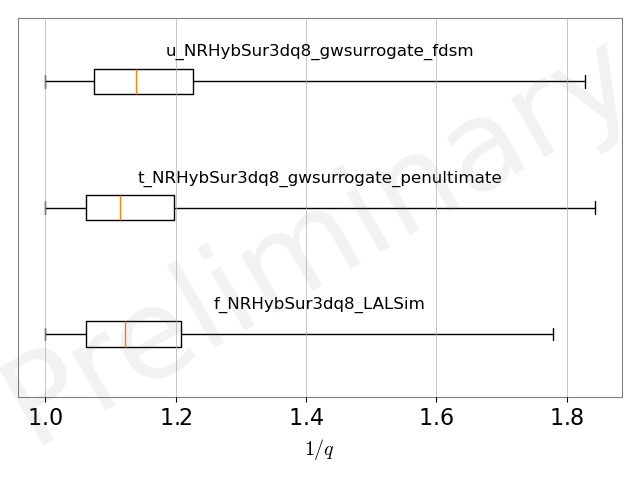 u_NRHybSur3dq8_gwsurrogate_fdsm
t_NRHybSur3dq8_gwsurrogate_penultimate
f_NRHybSur3dq8_LALSim
Preliminary
1.0 1.2 1.4 1.6 1.8
1/q